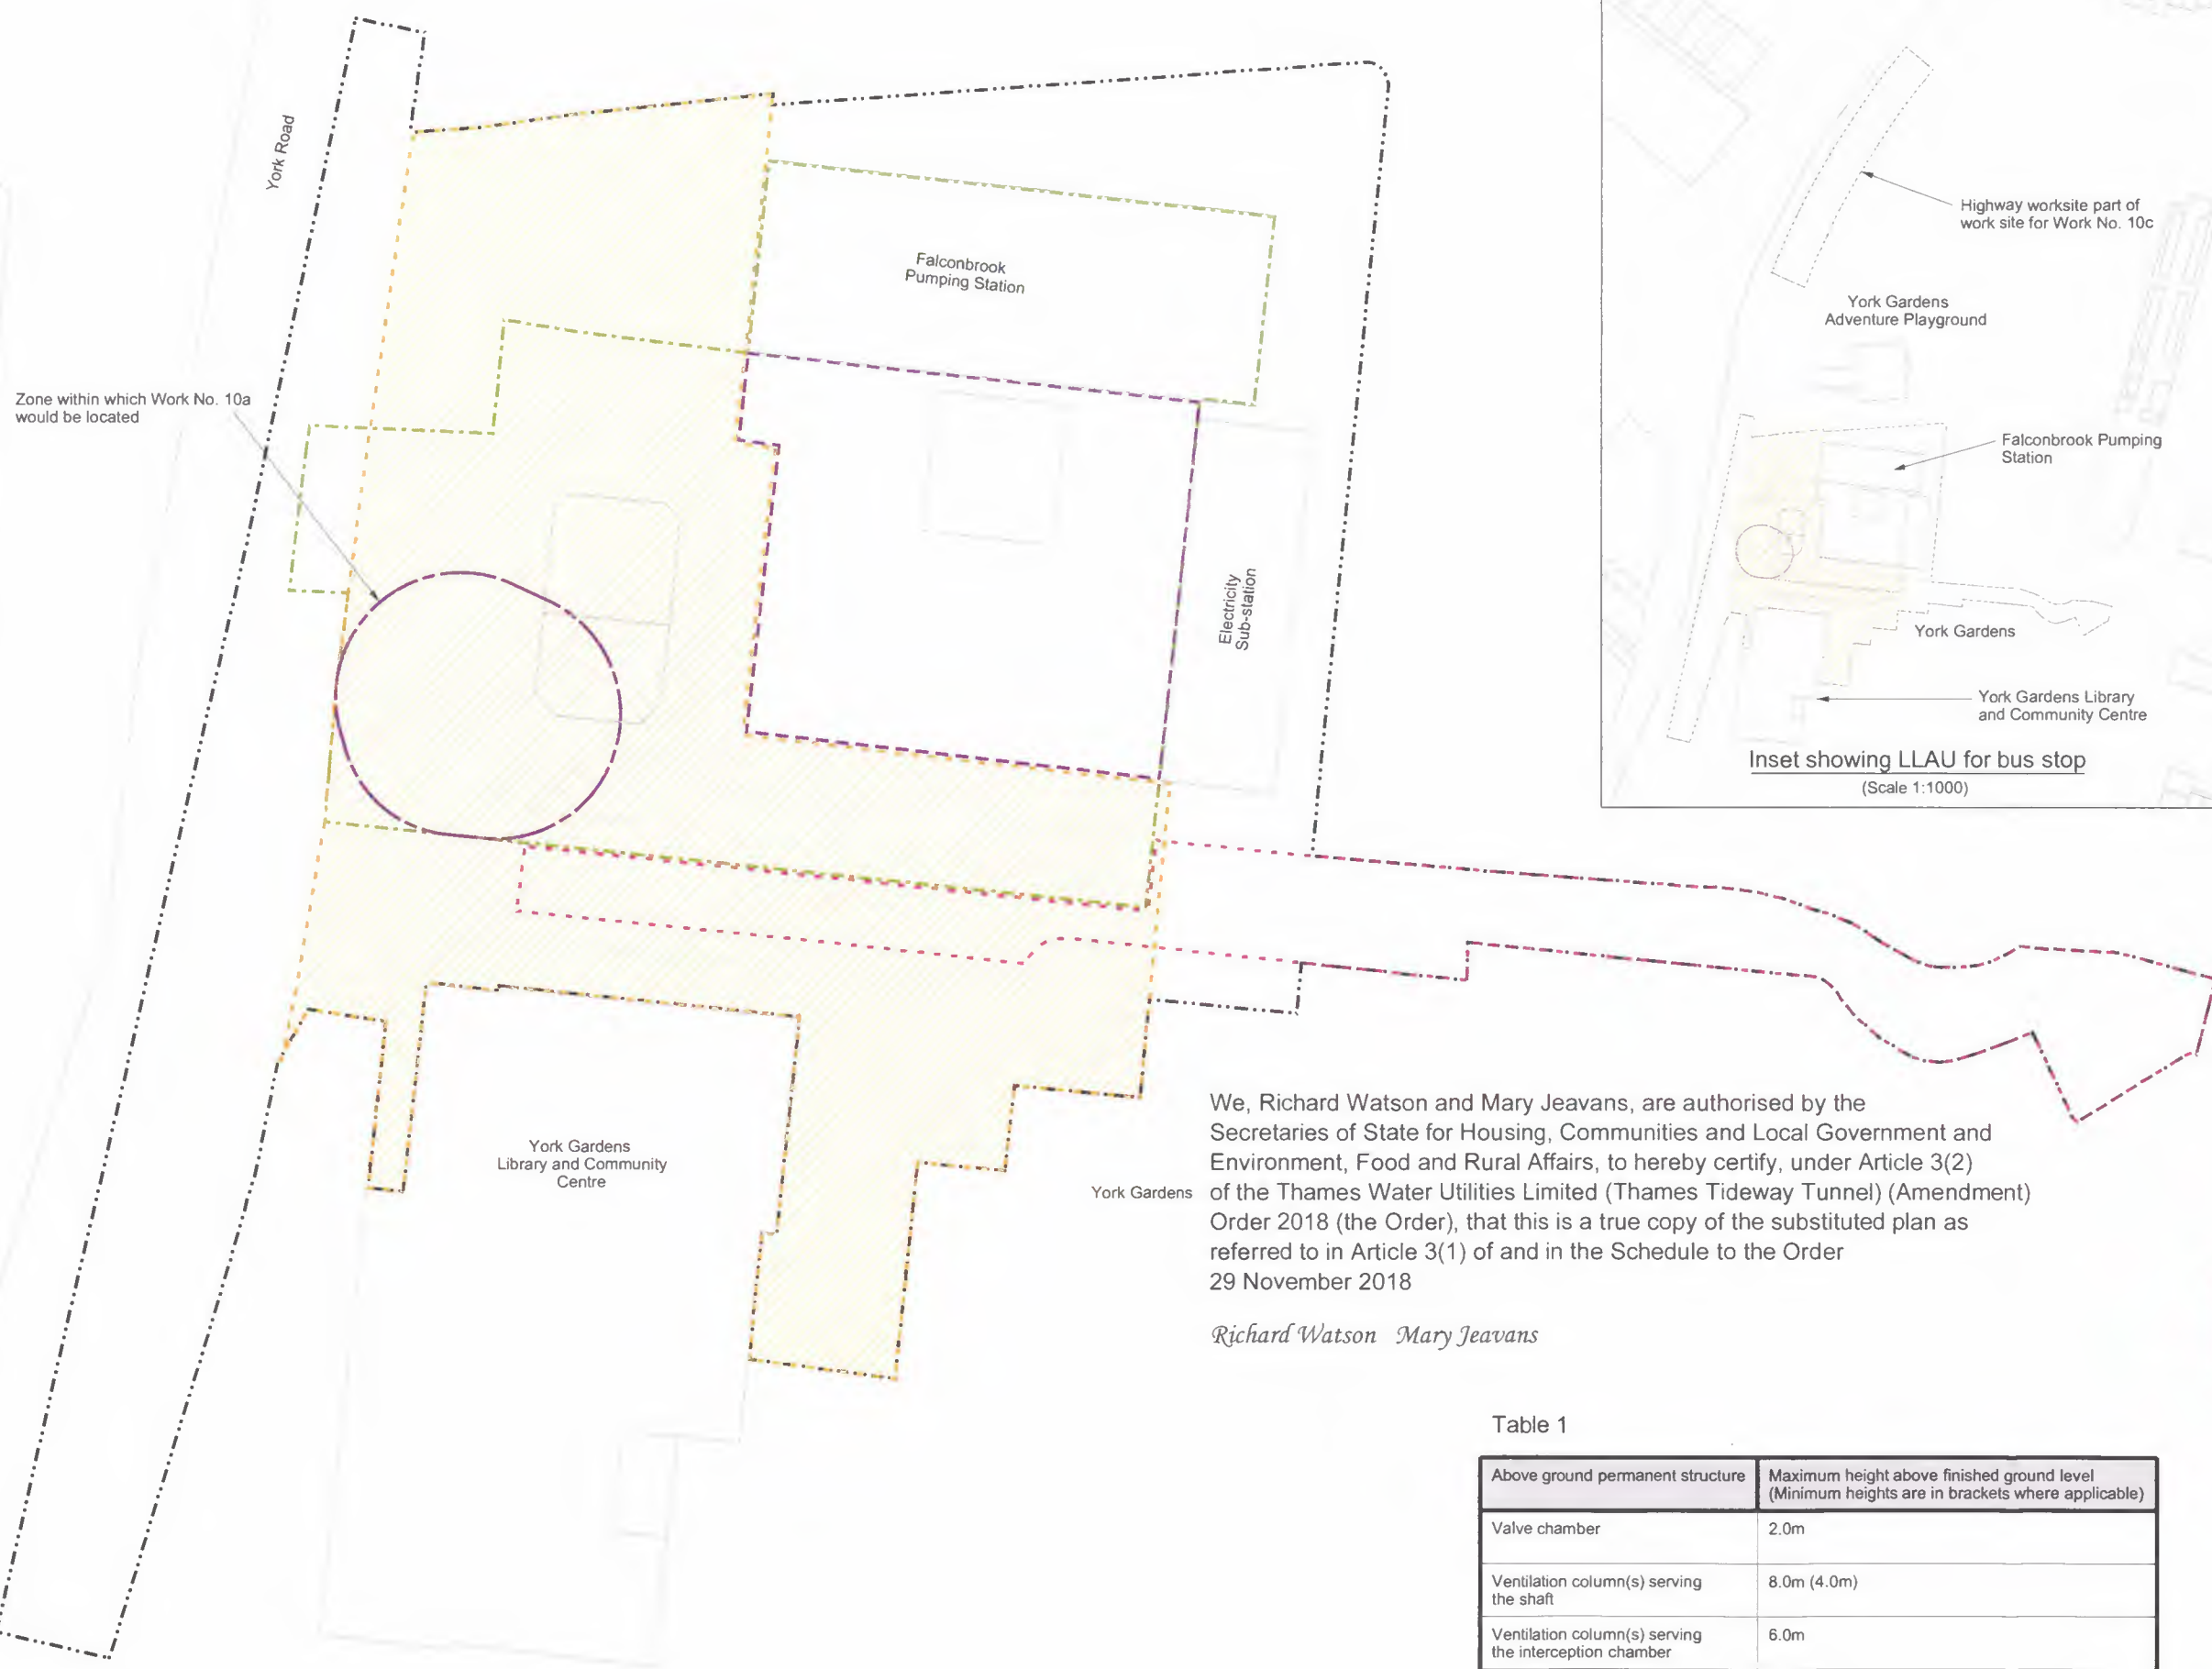 York Road
Falconbrook
Pumping Station
Zone within which Work No. 10a
would be located
Electricity
Sub-station
York Gardens
Library and Community
Centre
York Gardens
Highway worksite part of
work site for Work No. 10c
York Gardens
Adventure Playground
Falconbrook Pumping
Station
York Gardens
York Gardens Library
and Community Centre
Inset showing LLAU for bus stop
(Scale 1:1000)
We, Richard Watson and Mary Jeavans, are authorised by the
Secretaries of State for Housing, Communities and Local Government and
Environment, Food and Rural Affairs, to hereby certify, under Article 3(2)
of the Thames Water Utilities Limited (Thames Tideway Tunnel) (Amendment)
Order 2018 (the Order), that this is a true copy of the substituted plan as
referred to in Article 3(1) of and in the Schedule to the Order
29 November 2018
Richard Watson Mary Jeavans
Table 1
Above ground permanent structure
Maximum height above finished ground level
(Minimum heights are in brackets where applicable)
Valve chamber
2.0m
Ventilation column(s) serving
the shaft
8.0m (4.0m)
Ventilation column(s) serving
the interception chamber
6.0m